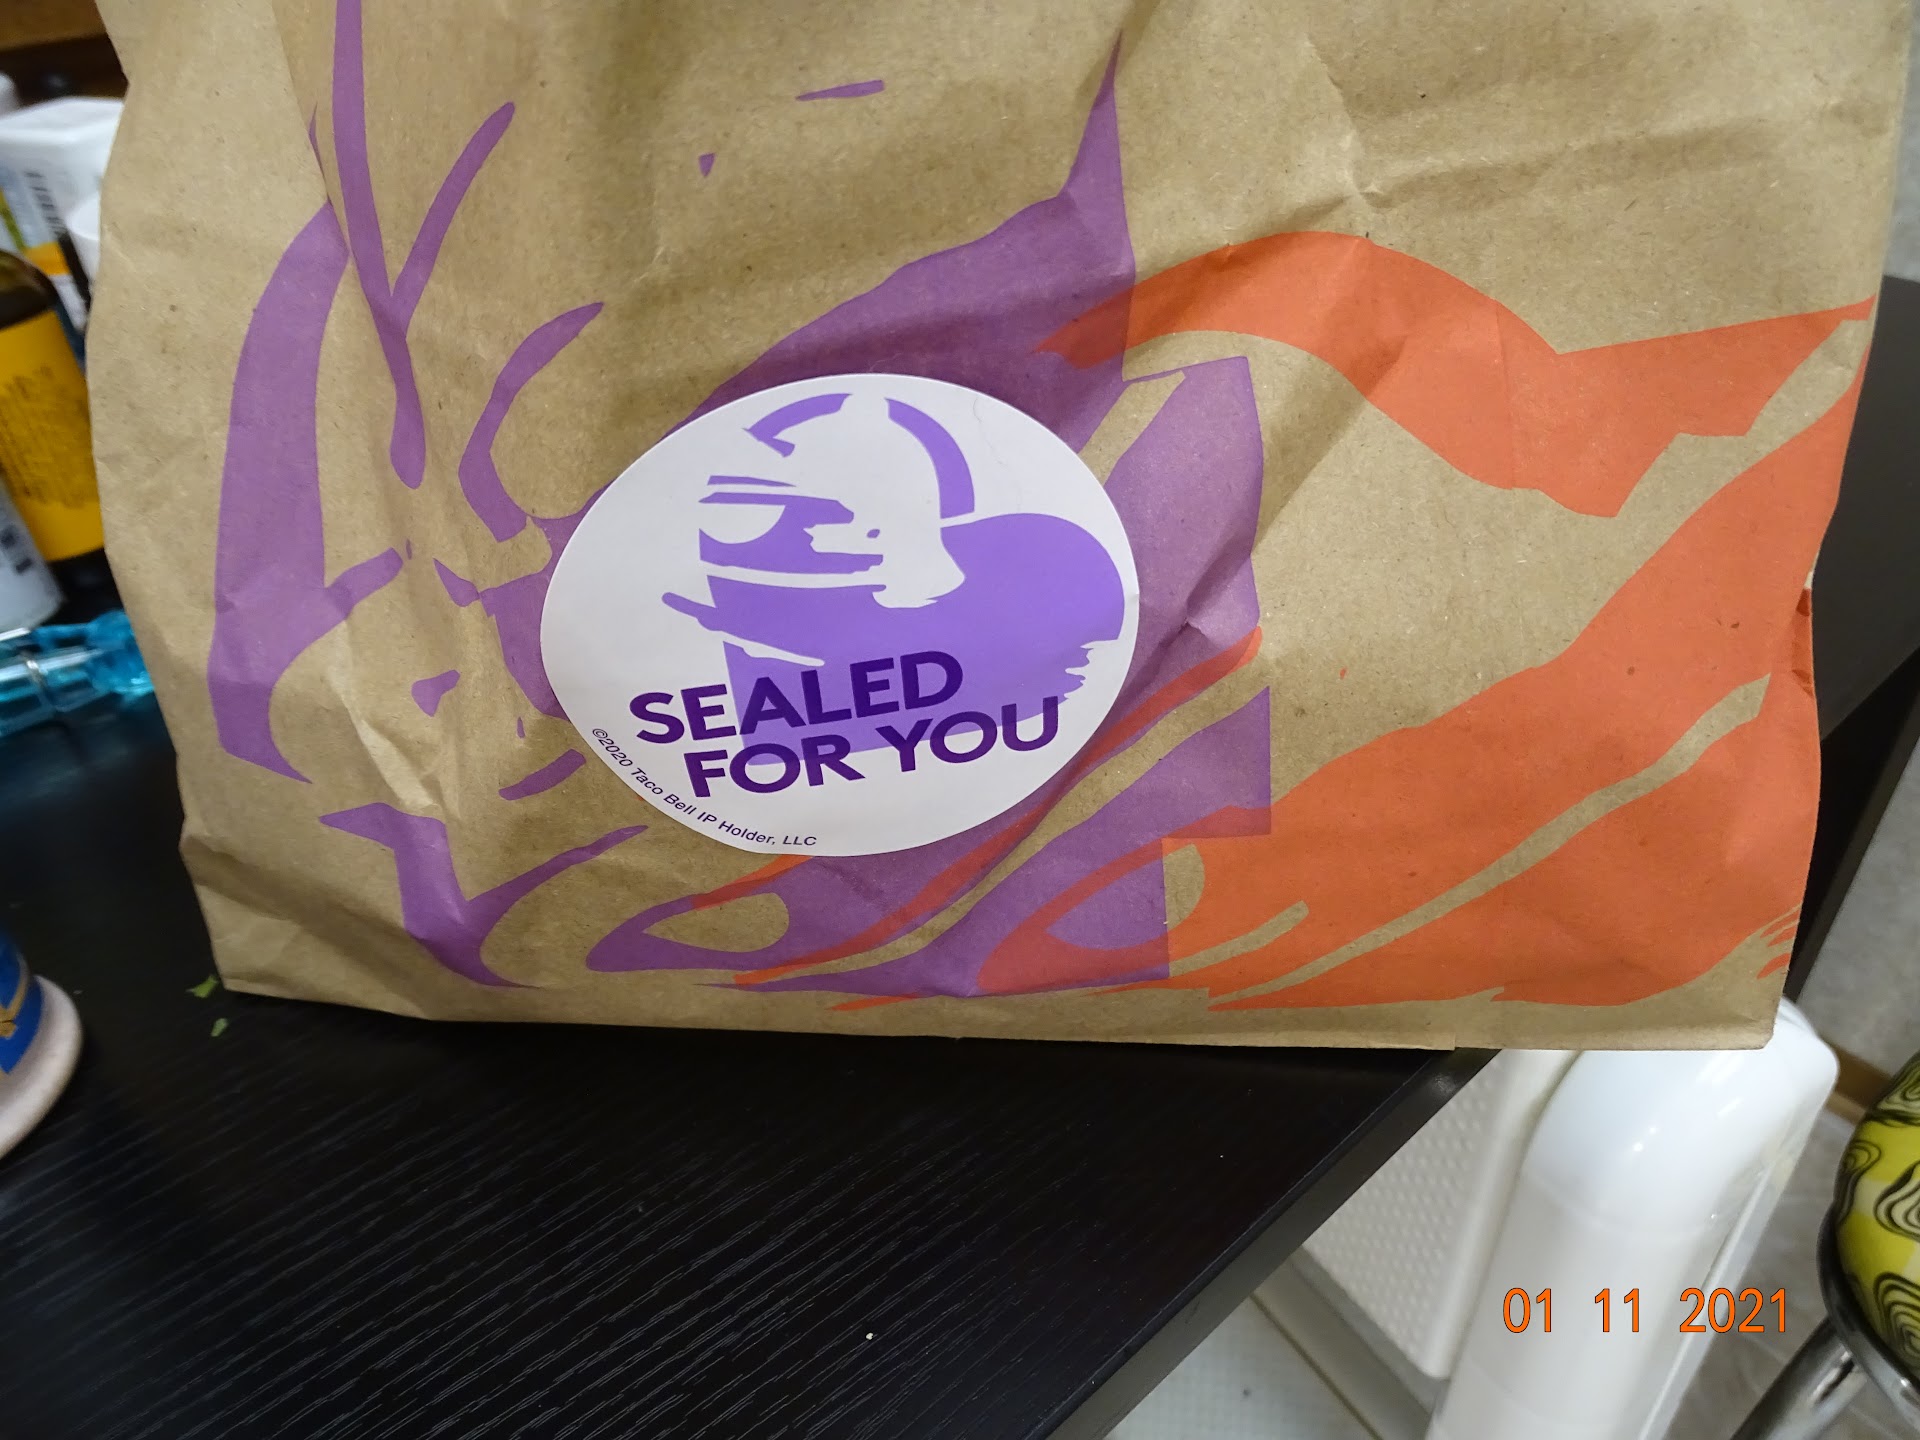 SEALED
FOR YOU
©2020 Taco Bell IP Holder, LLC
01 11 2021